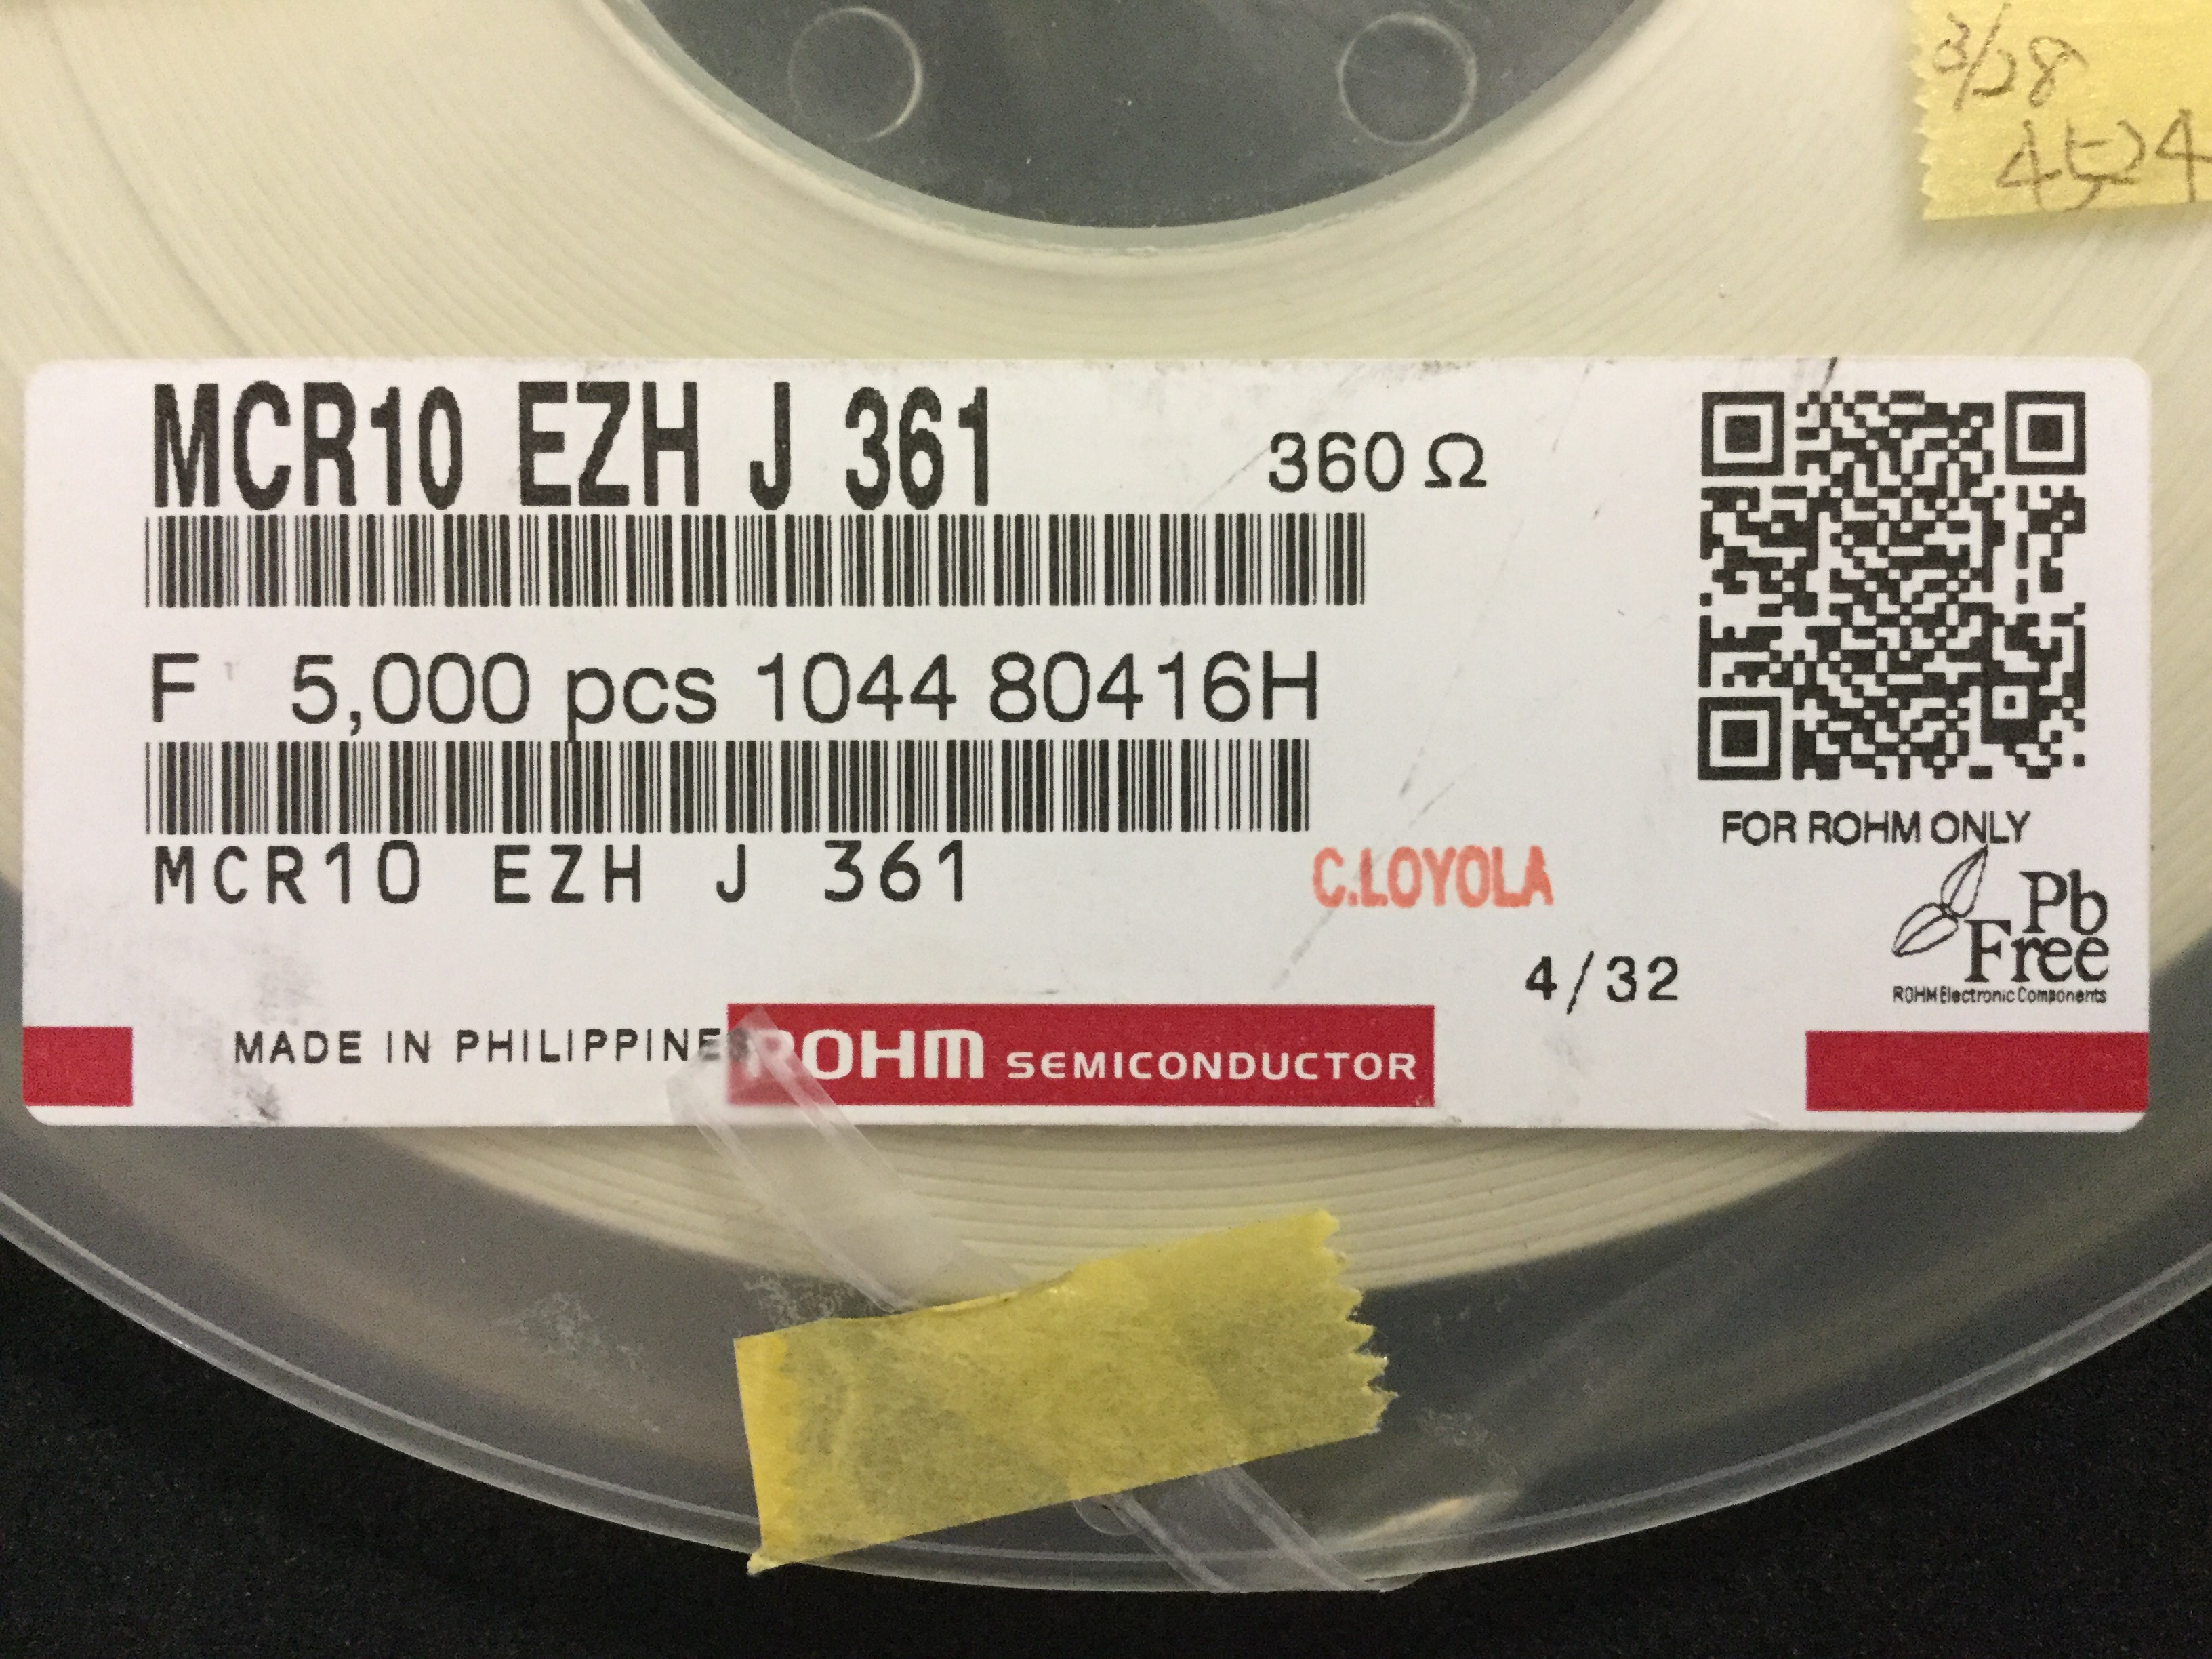 3/28
4524
MCR10 EZH J 361 360 Ω
F 5,000 pcs 1044 80416H
MCR10 EZH J 361
C.LOYOLA
FOR ROHM ONLY
Pb
Free
ROHM Electronic Components
4/32
MADE IN PHILIPPINES
ROHM SEMICONDUCTOR